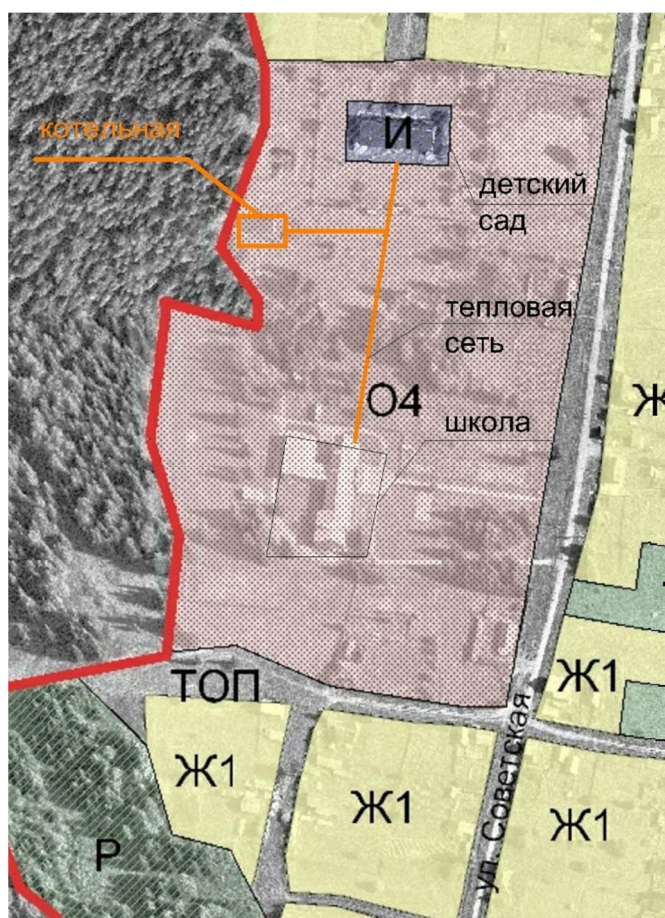 котельная
И
детский
сад
тепловая
сеть
Ж
О4
школа
ТОП
Ж1
Ж1
Ж1
Ж1
ул. Советская
Р